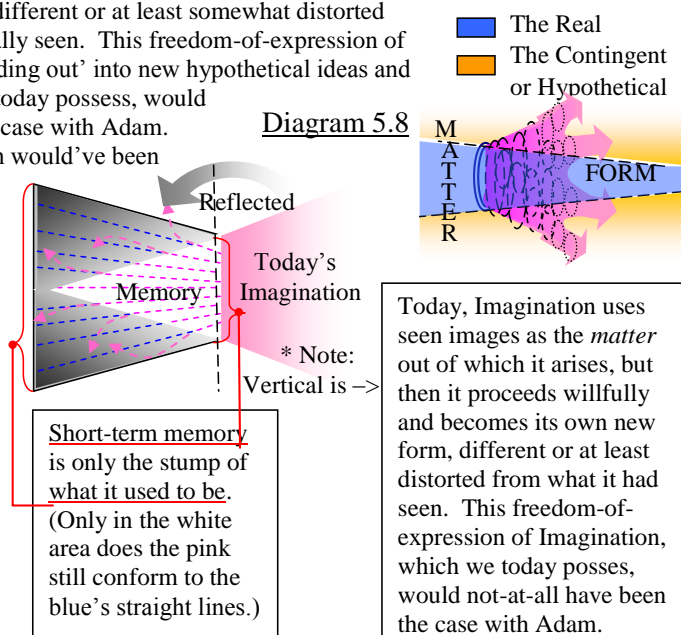 different or at least somewhat distorted
ally seen. This freedom-of-expression of
ding out’ into new hypothetical ideas and
today possess, would
case with Adam.
would’ve been
The Real
The Contingent
or Hypothetical
Diagram 5.8
MATTER
FORM
Reflected
Today’s
Imagination
Memory
* Note:
Vertical is –>
Short-term memory
is only the stump of
what it used to be.
(Only in the white
area does the pink
still conform to the
blue’s straight lines.)
Today, Imagination uses
seen images as the matter
out of which it arises, but
then it proceeds willfully
and becomes its own new
form, different or at least
distorted from what it had
seen. This freedom-of-
expression of Imagination,
which we today posses,
would not-at-all have been
the case with Adam.